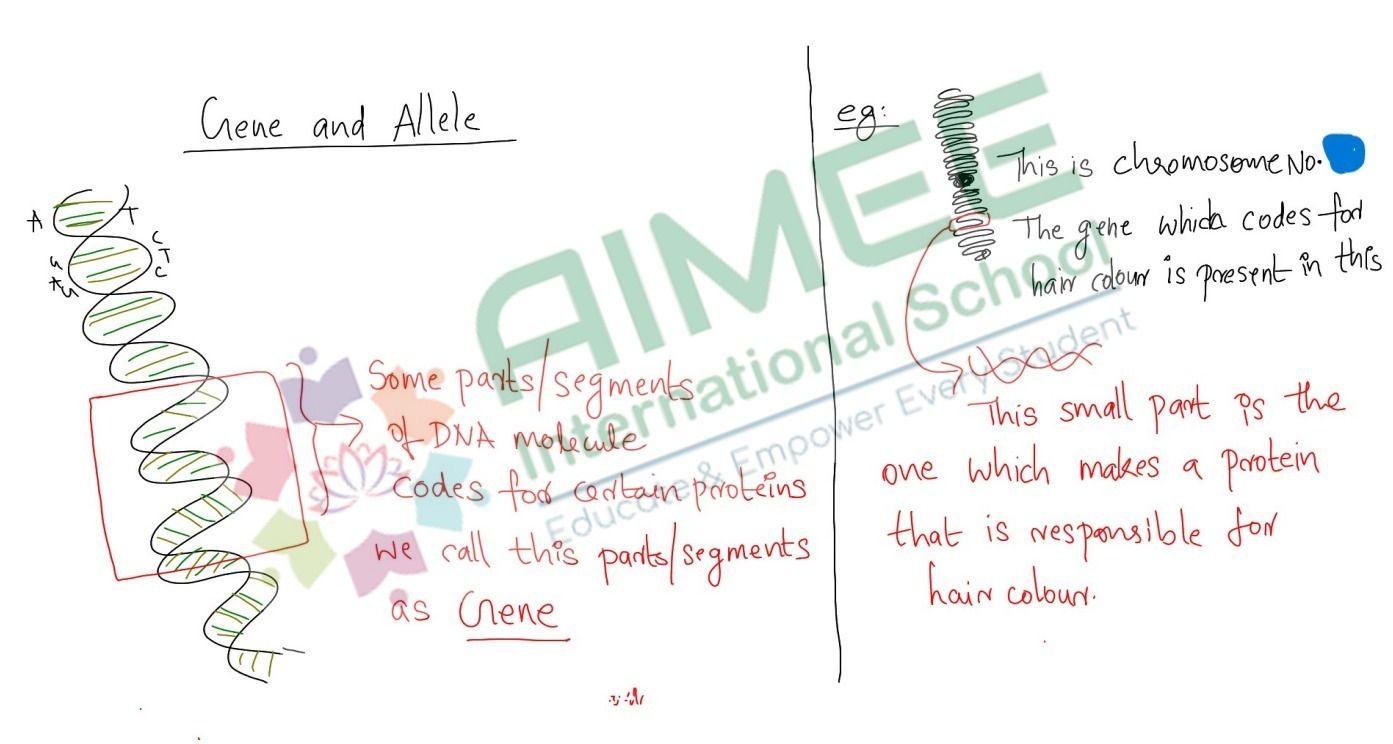 Gene and Allele
A
T
C
T
C
G
A
G
Some parts/segments
of DNA molecule
codes for certain proteins
we call this parts/segments
as Gene
eg:
This is chromosome No.
The gene which codes for
hair colour is present in this
This small part is the
one which makes a protein
that is responsible for
hair colour.
AIMEE
International School
Educate & Empower Every Student